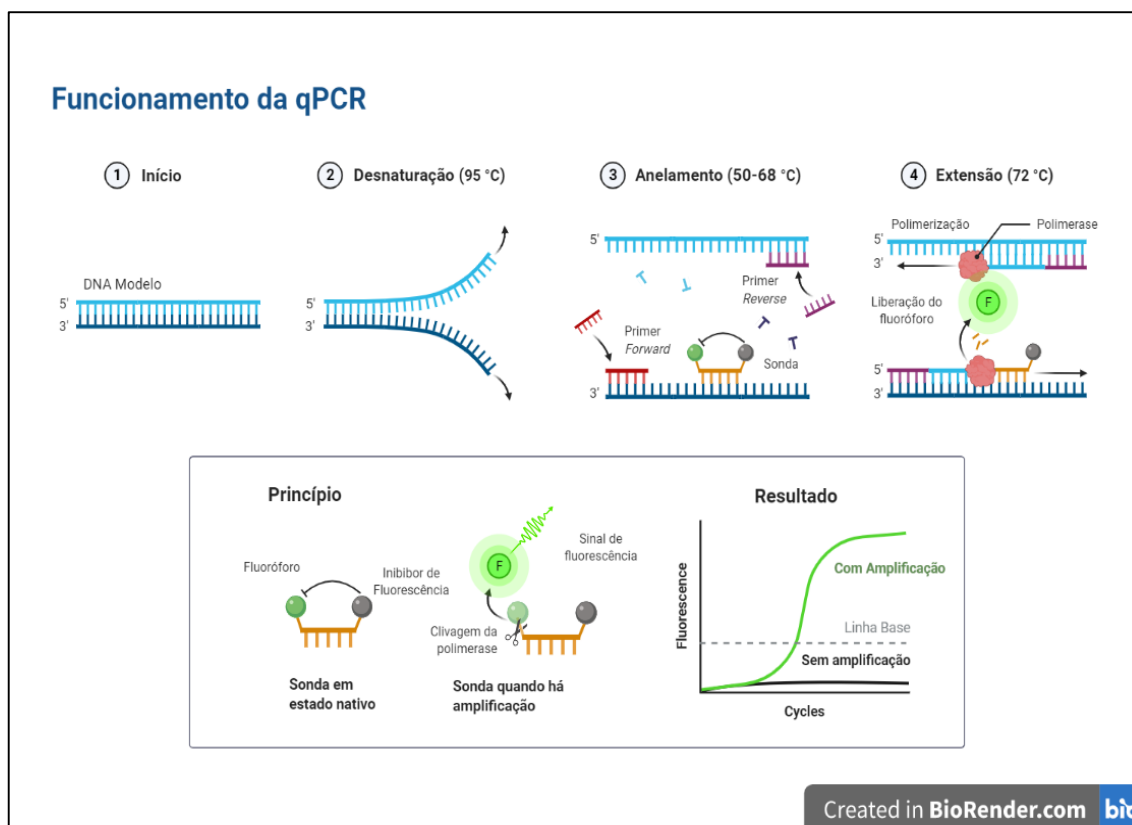 Funcionamento da qPCR
1 Início
2 Desnaturação (95 °C)
3 Anelamento (50-68 °C)
4 Extensão (72 °C)
DNA Modelo
5'
3'
5'
3'
5'
Primer
Reverse
Primer
Forward
Sonda
3'
Polimerização
Polimerase
5'
3'
Liberação do
fluoróforo
F
5'
3'
Princípio
Fluoróforo
Inibibor de
Fluorescência
Sonda em
estado nativo
F
Sinal de
fluorescência
Clivagem da
polimerase
Sonda quando há
amplificação
Resultado
Fluorescence
Com Amplificação
Linha Base
Sem amplificação
Cycles
Created in BioRender.com bio